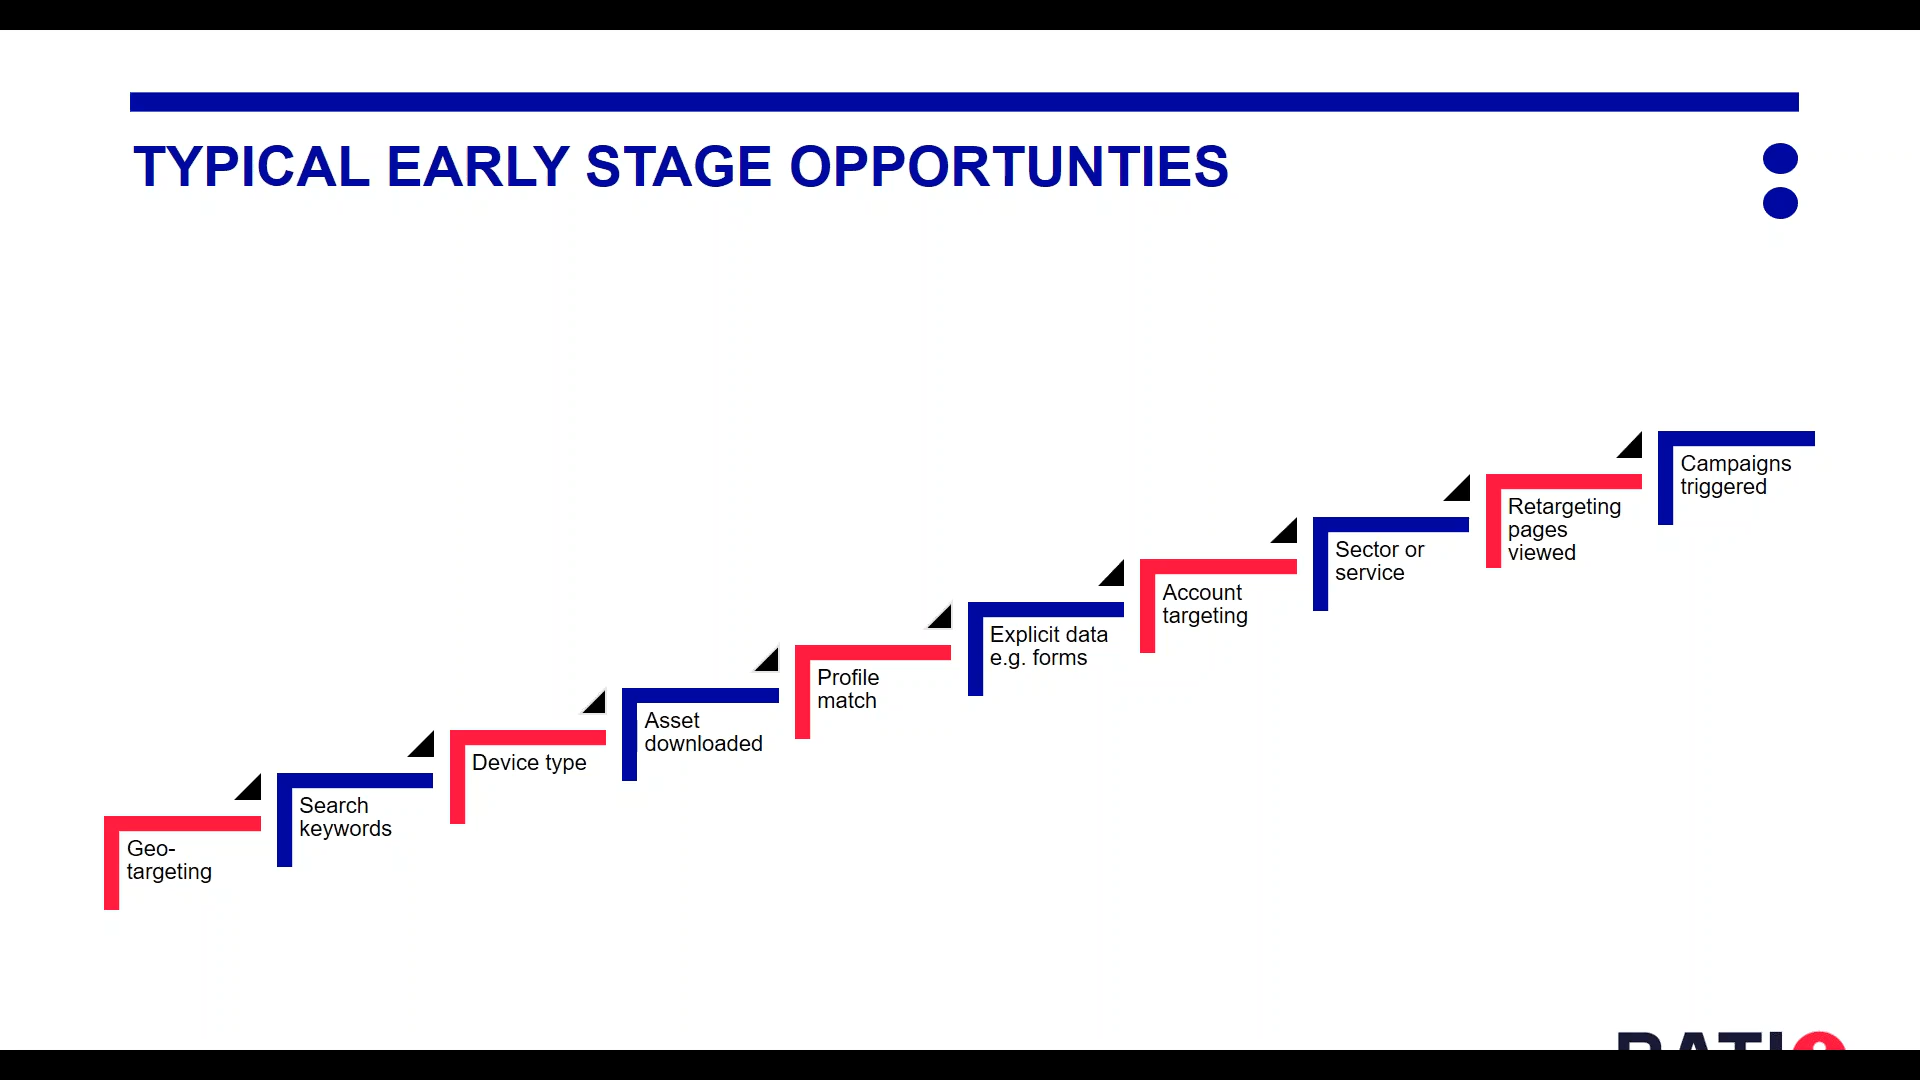 TYPICAL EARLY STAGE OPPORTUNTIES
Geo-
targeting
Search
keywords
Device type
Asset
downloaded
Profile
match
Explicit data
e.g. forms
Account
targeting
Sector or
service
Retargeting
pages
viewed
Campaigns
triggered